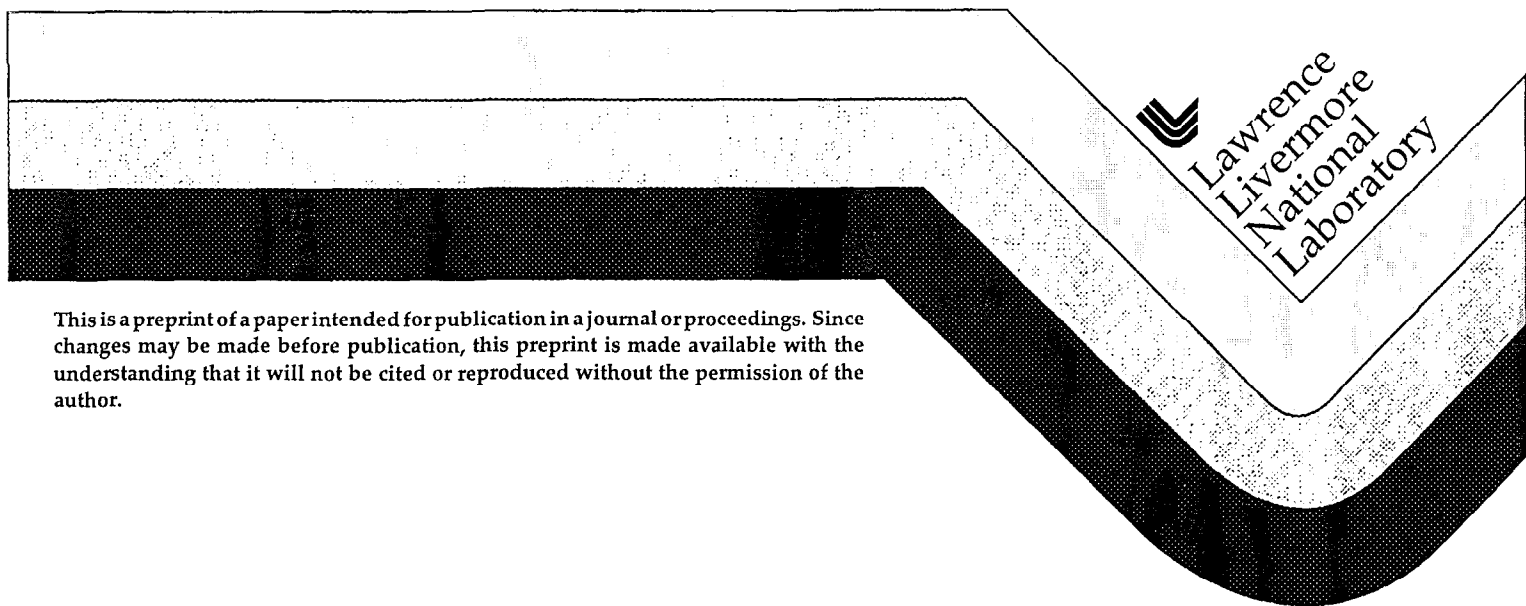 Lawrence
Livermore
National
Laboratory
This is a preprint of a paper intended for publication in a journal or proceedings. Since
changes may be made before publication, this preprint is made available with the
understanding that it will not be cited or reproduced without the permission of the
author.